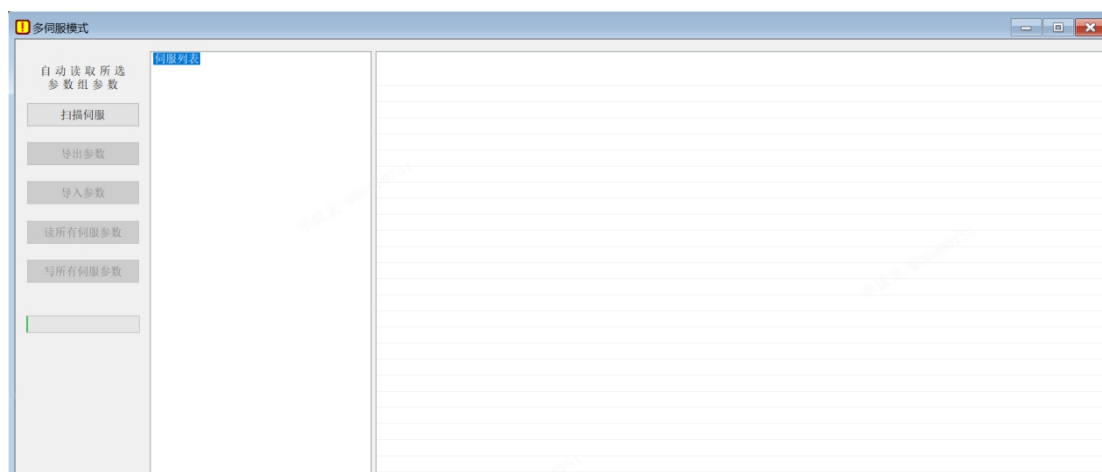 多伺服模式
自动读取所选
参数组参数
伺服列表
扫描伺服
导出参数
导入参数
读所有伺服参数
写所有伺服参数